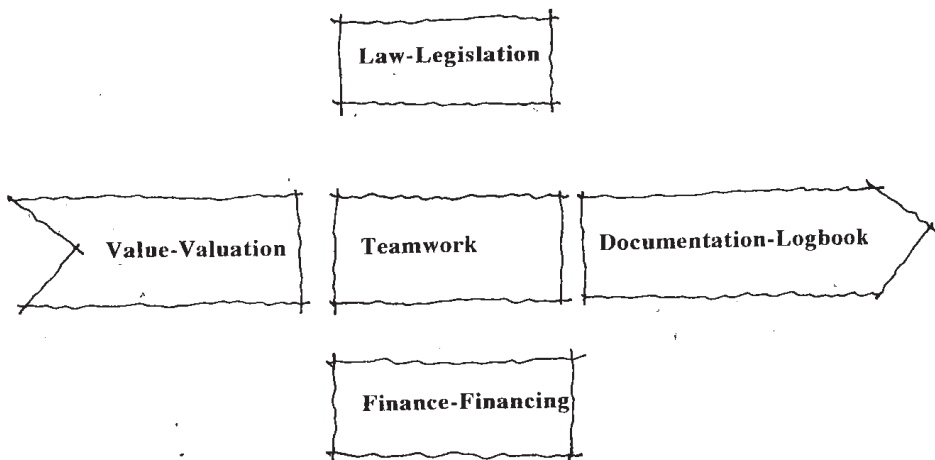 Law-Legislation
Value-Valuation
Teamwork
Documentation-Logbook
Finance-Financing